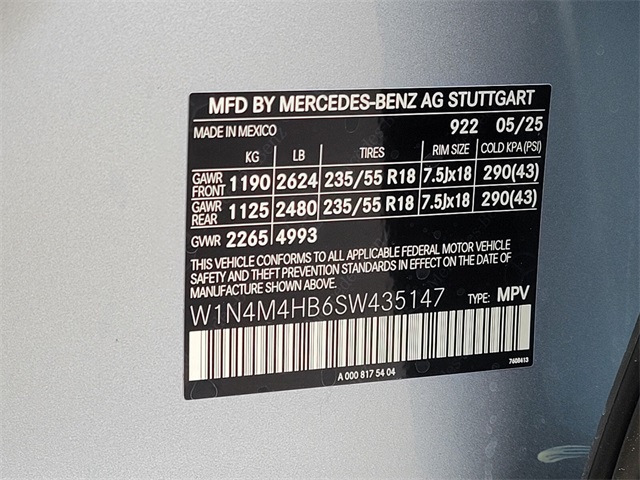 MFD BY MERCEDES-BENZ AG STUTTGART
MADE IN MEXICO 922 05/25
KG LB TIRES RIM SIZE COLD KPA(PSI)
GAWR FRONT 1190 2624 235/55 R18 7.5Jx18 290(43)
GAWR REAR 1125 2480 235/55 R18 7.5Jx18 290(43)
GVWR 2265 4993
THIS VEHICLE CONFORMS TO ALL APPLICABLE FEDERAL MOTOR VEHICLE
SAFETY AND THEFT PREVENTION STANDARDS IN EFFECT ON THE DATE OF
MANUFACTURE SHOWN ABOVE.
W1N4M4HB6SW435147 TYPE: MPV
7608613
A 000 817 54 04